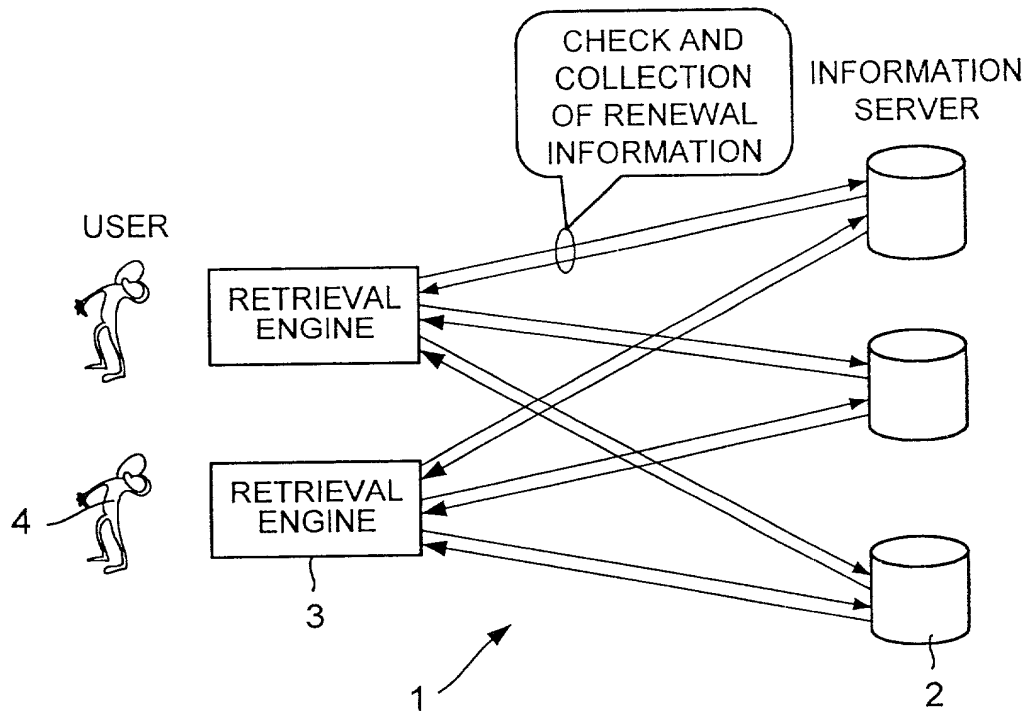 CHECK AND
COLLECTION
OF RENEWAL
INFORMATION
INFORMATION
SERVER
USER
RETRIEVAL
ENGINE
RETRIEVAL
ENGINE
4
3
1
2